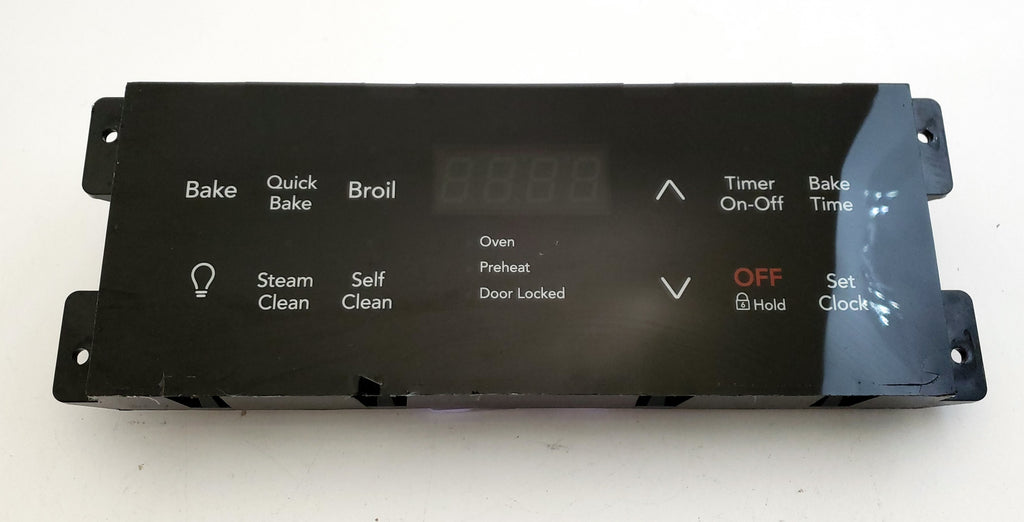 Bake
Quick
Bake
Broil
Timer
On-Off
Bake
Time
Oven
Preheat
Door Locked
Steam
Clean
Self
Clean
OFF
Hold
Set
Clock